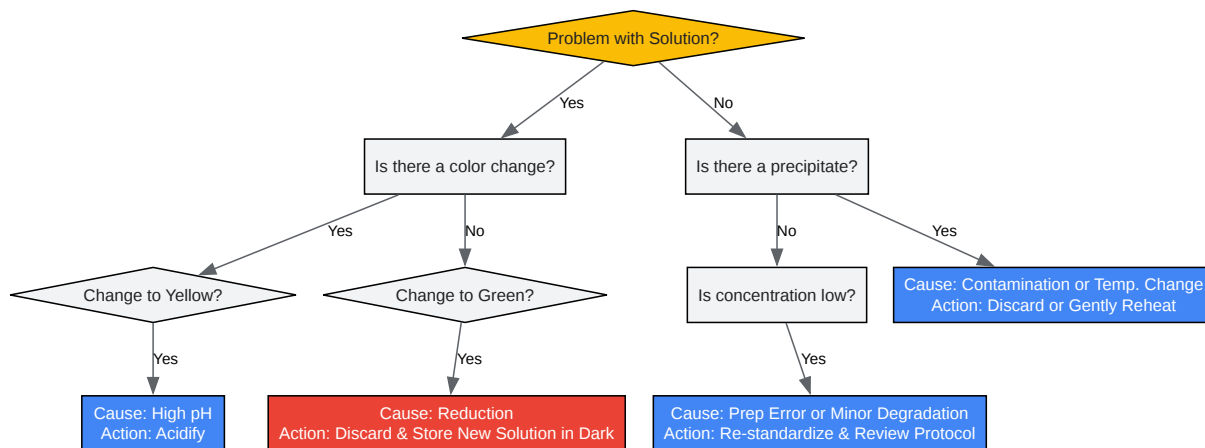 Problem with Solution?
Yes
No
Is there a color change?
Is there a precipitate?
Yes
No
No
Yes
Change to Yellow?
Change to Green?
Is concentration low?
Cause: Contamination or Temp. Change
Action: Discard or Gently Reheat
Yes
Yes
Yes
Cause: High pH
Action: Acidify
Cause: Reduction
Action: Discard & Store New Solution in Dark
Cause: Prep Error or Minor Degradation
Action: Re-standardize & Review Protocol